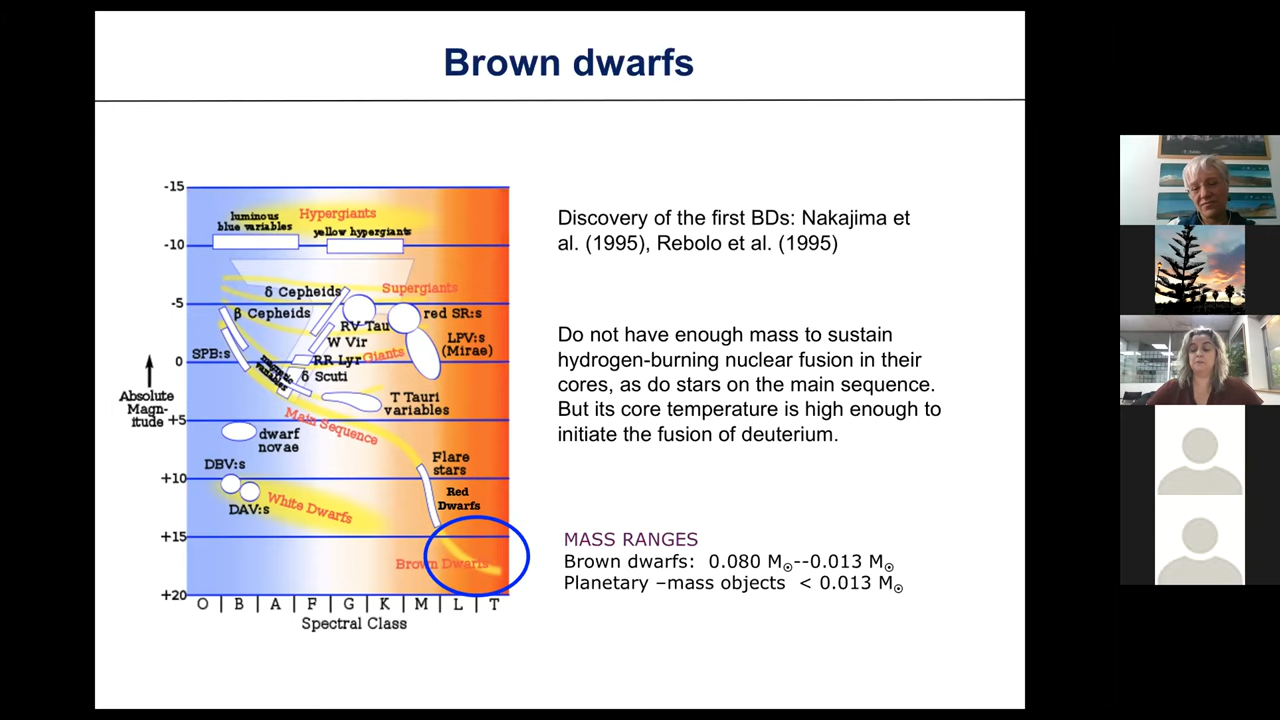 Brown dwarfs
-15
luminous
blue variables
Hypergiants
yellow hypergiants
-10
δ Cepheids
Supergiants
-5
β Cepheids
red SR:s
RV Tau
W Vir
LPV:s
(Mirae)
SPB:s
0
RR Lyr
Giants
magnetic
variables
δ Scuti
Absolute
Magn-
itude
T Tauri
variables
+5
Main Sequence
dwarf
novae
Flare
stars
DBV:s
+10
Red
Dwarfs
DAV:s
White Dwarfs
+15
Brown Dwarfs
+20
O | B | A | F | G | K | M | L | T
Spectral Class
Discovery of the first BDs: Nakajima et
al. (1995), Rebolo et al. (1995)
Do not have enough mass to sustain
hydrogen-burning nuclear fusion in their
cores, as do stars on the main sequence.
But its core temperature is high enough to
initiate the fusion of deuterium.
MASS RANGES
Brown dwarfs: 0.080 M⊙--0.013 M⊙
Planetary –mass objects < 0.013 M⊙